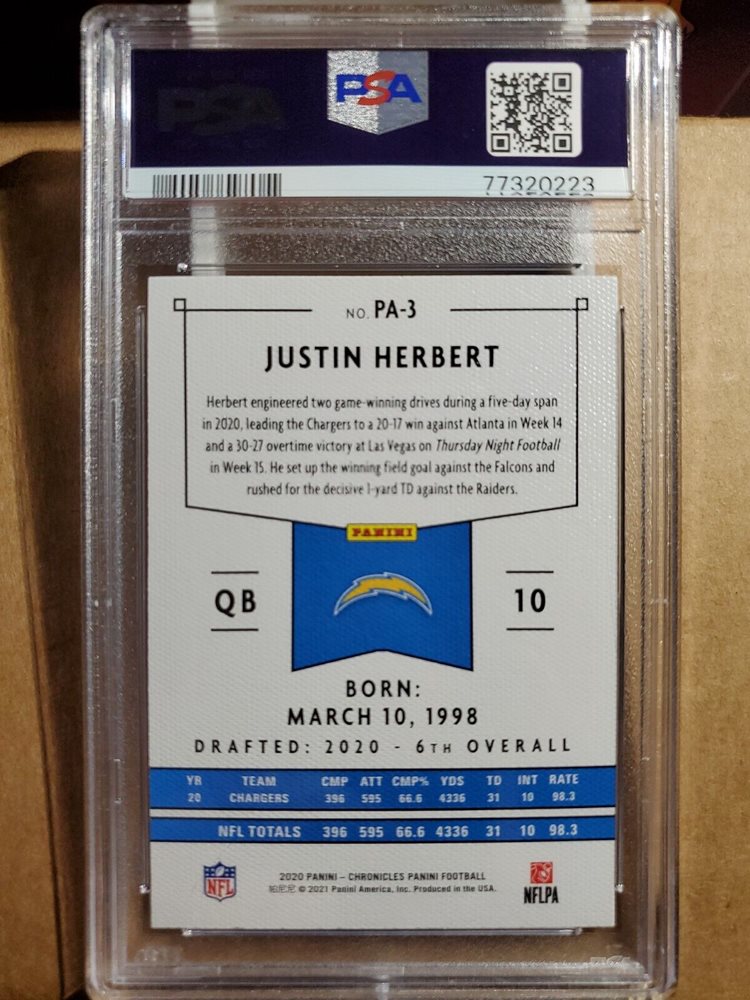 PSA
PSA
77320223
NO. PA-3
JUSTIN HERBERT
Herbert engineered two game-winning drives during a five-day span
in 2020, leading the Chargers to a 20-17 win against Atlanta in Week 14
and a 30-27 overtime victory at Las Vegas on Thursday Night Football
in Week 15. He set up the winning field goal against the Falcons and
rushed for the decisive 1-yard TD against the Raiders.
PANINI
QB
10
BORN:
MARCH 10, 1998
DRAFTED: 2020 - 6TH OVERALL
YR TEAM CMP ATT CMP% YDS TD INT RATE
20 CHARGERS 396 595 66.6 4336 31 10 98.3
NFL TOTALS 396 595 66.6 4336 31 10 98.3
NFL
2020 PANINI – CHRONICLES PANINI FOOTBALL
帕尼尼 © 2021 Panini America, Inc. Produced in the USA.
NFLPA